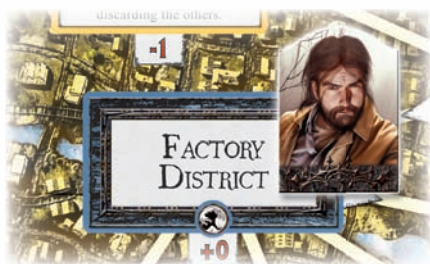 discarding the others.
-1
FACTORY
DISTRICT
+0